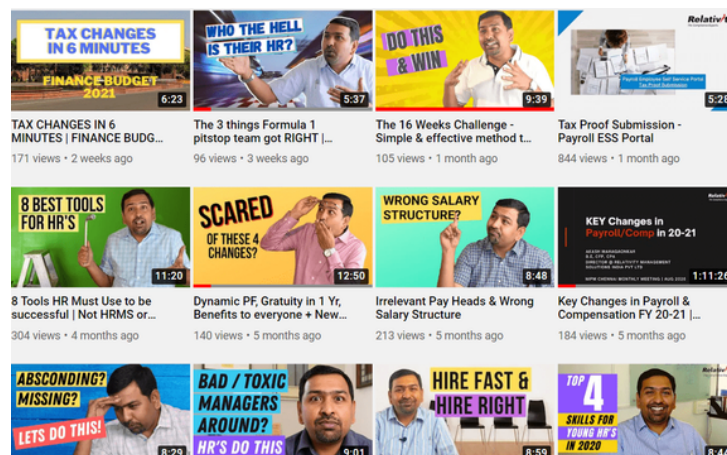 TAX CHANGES
IN 6 MINUTES
FINANCE BUDGET
2021
6:23
WHO THE HELL
IS THEIR HR?
5:37
DO THIS
& WIN
9:39
Relativit
Payroll Employee Self Service Portal
Tax Proof Submission
5:28
TAX CHANGES IN 6
MINUTES | FINANCE BUDG...
171 views • 2 weeks ago
The 3 things Formula 1
pitstop team got RIGHT |...
96 views • 3 weeks ago
The 16 Weeks Challenge -
Simple & effective method t...
105 views • 1 month ago
Tax Proof Submission -
Payroll ESS Portal
844 views • 1 month ago
8 BEST TOOLS
FOR HR'S
11:20
SCARED
OF THESE 4
CHANGES?
12:50
WRONG SALARY
STRUCTURE?
8:48
Relativi
KEY Changes in
Payroll/Comp in 20-21
1:11:26
8 Tools HR Must Use to be
successful | Not HRMS or...
304 views • 4 months ago
Dynamic PF, Gratuity in 1 Yr,
Benefits to everyone + New...
140 views • 5 months ago
Irrelevant Pay Heads & Wrong
Salary Structure
213 views • 5 months ago
Key Changes in Payroll &
Compensation FY 20-21 |...
184 views • 5 months ago
ABSCONDING?
MISSING?
LETS DO THIS!
8:29
BAD / TOXIC
MANAGERS
AROUND?
HR'S DO THIS
9:01
HIRE FAST &
HIRE RIGHT
8:59
TOP
4
SKILLS FOR
YOUNG HR'S
IN 2020